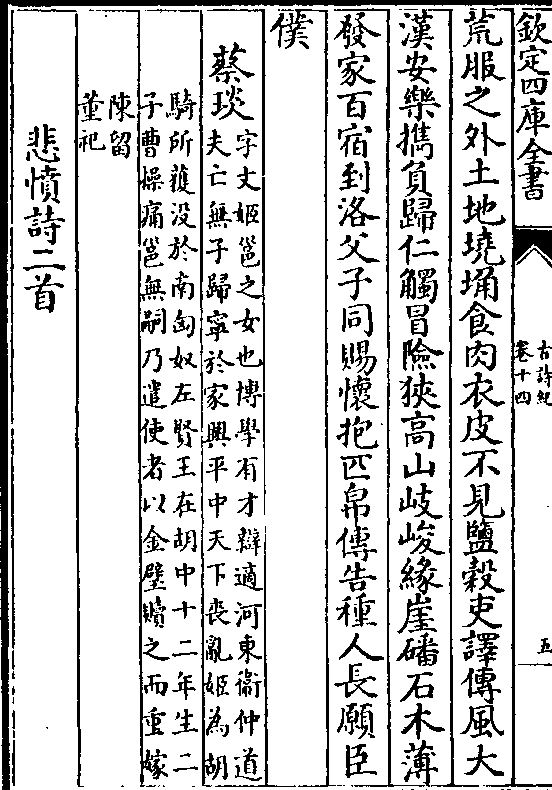 欽定四庫全書
古詩紀
卷十四
五
荒服之外土地墝埆食肉衣皮不見鹽穀吏譯傳風大
漢安樂攜負歸仁觸冒險狹高山岐峻緣崖磻石木薄
發家百宿到洛父子同賜懷抱匹帛傳告種人長願臣
僕
蔡琰
字文姬邕之女也博學有才辯適河東衛仲道
夫亡無子歸寧於家興平中天下喪亂姬為胡
騎所獲沒於南匈奴左賢王在胡中十二年生二
子曹操痛邕無嗣乃遣使者以金璧贖之而重嫁
陳留
董祀
悲憤詩二首